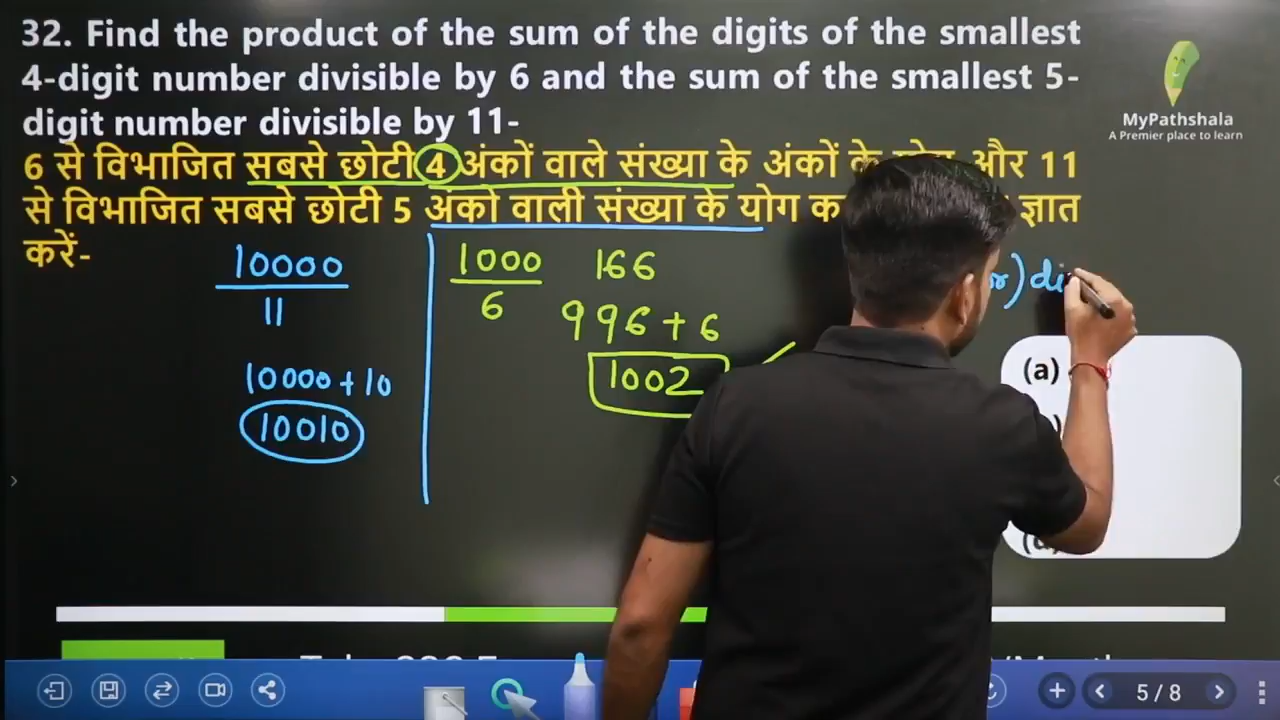 32. Find the product of the sum of the digits of the smallest
4-digit number divisible by 6 and the sum of the smallest 5-
digit number divisible by 11-
6 से विभाजित सबसे छोटी 4 अंकों वाले संख्या के अंकों के और 11
से विभाजित सबसे छोटी 5 अंको वाली संख्या के योग ज्ञात
करें-
MyPathshala
A Premier place to learn
10000
11
10000+10
10010
1000
6
166
996+6
1002
(a)
5 / 8